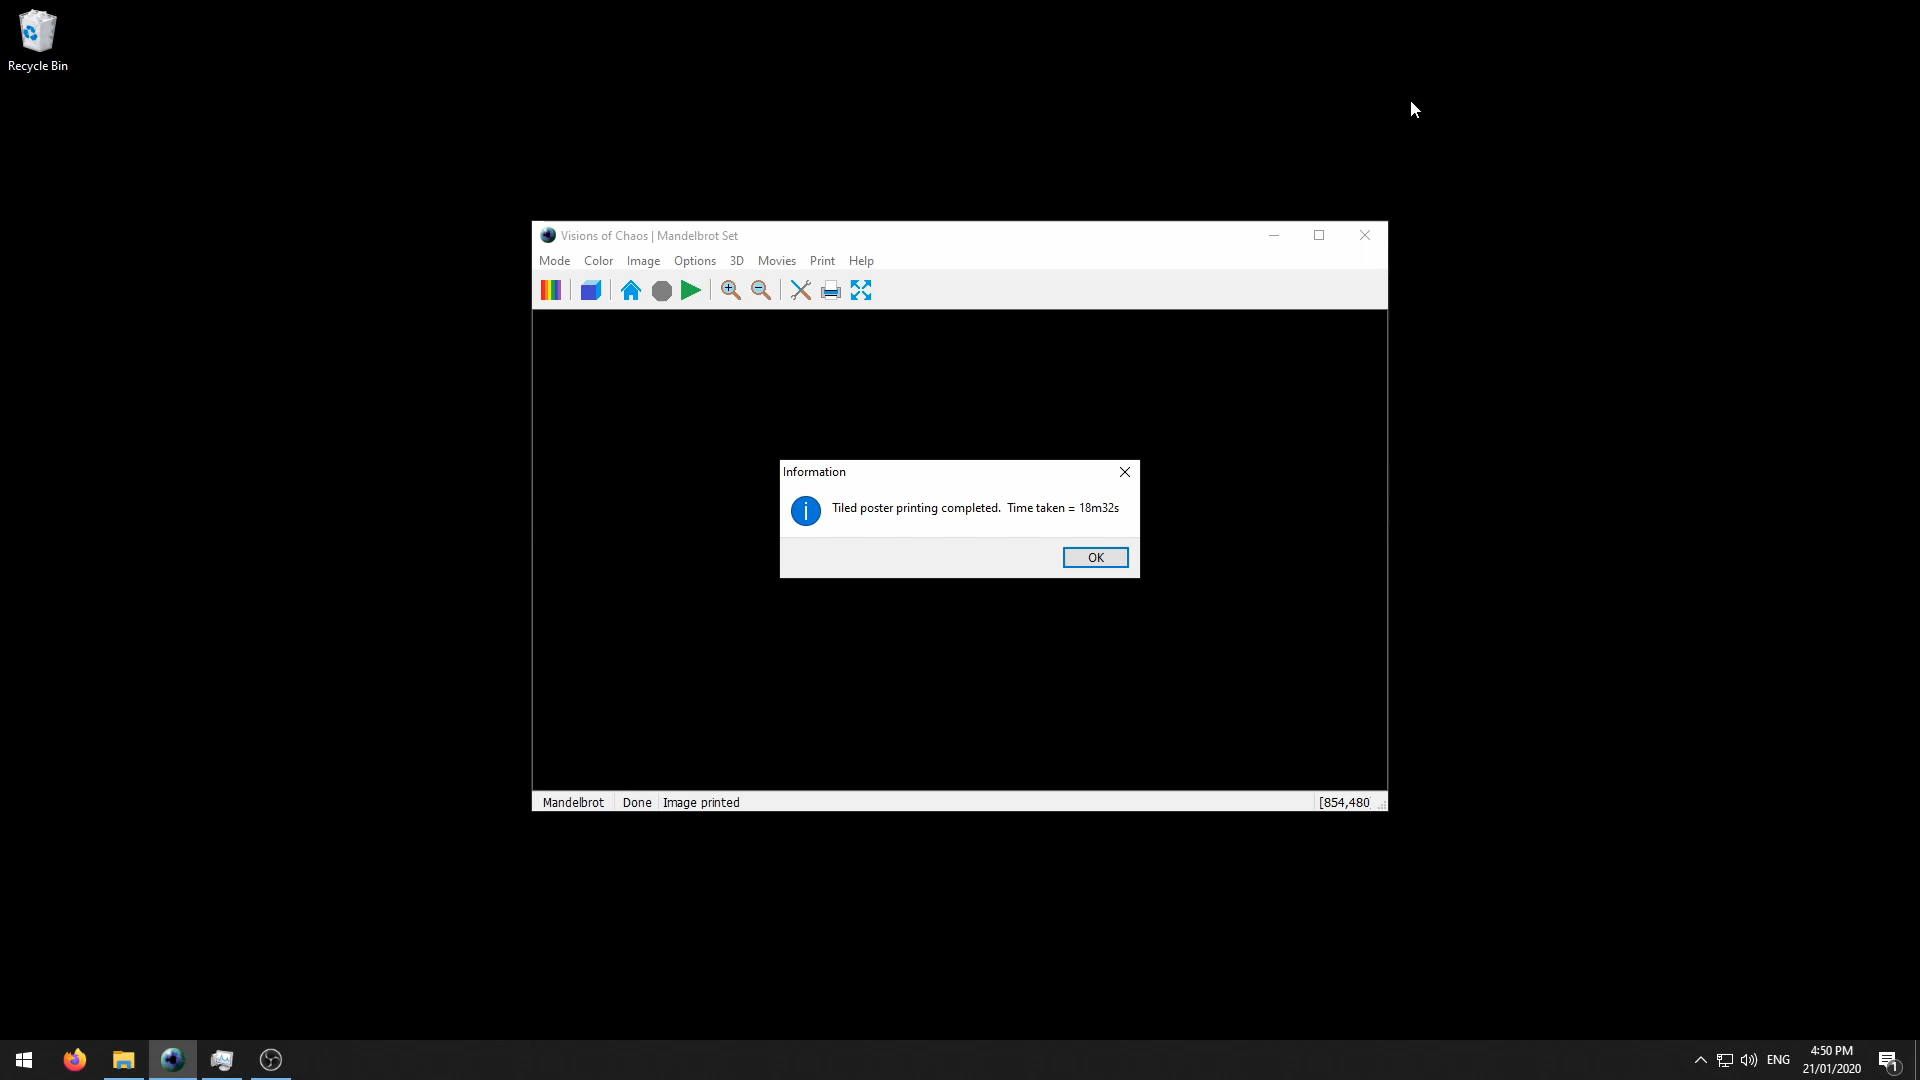 Recycle Bin
Visions of Chaos | Mandelbrot Set
Mode Color Image Options 3D Movies Print Help
Information
Tiled poster printing completed.  Time taken = 18m32s
OK
Mandelbrot Done Image printed [854,480]
ENG
4:50 PM
21/01/2020
1